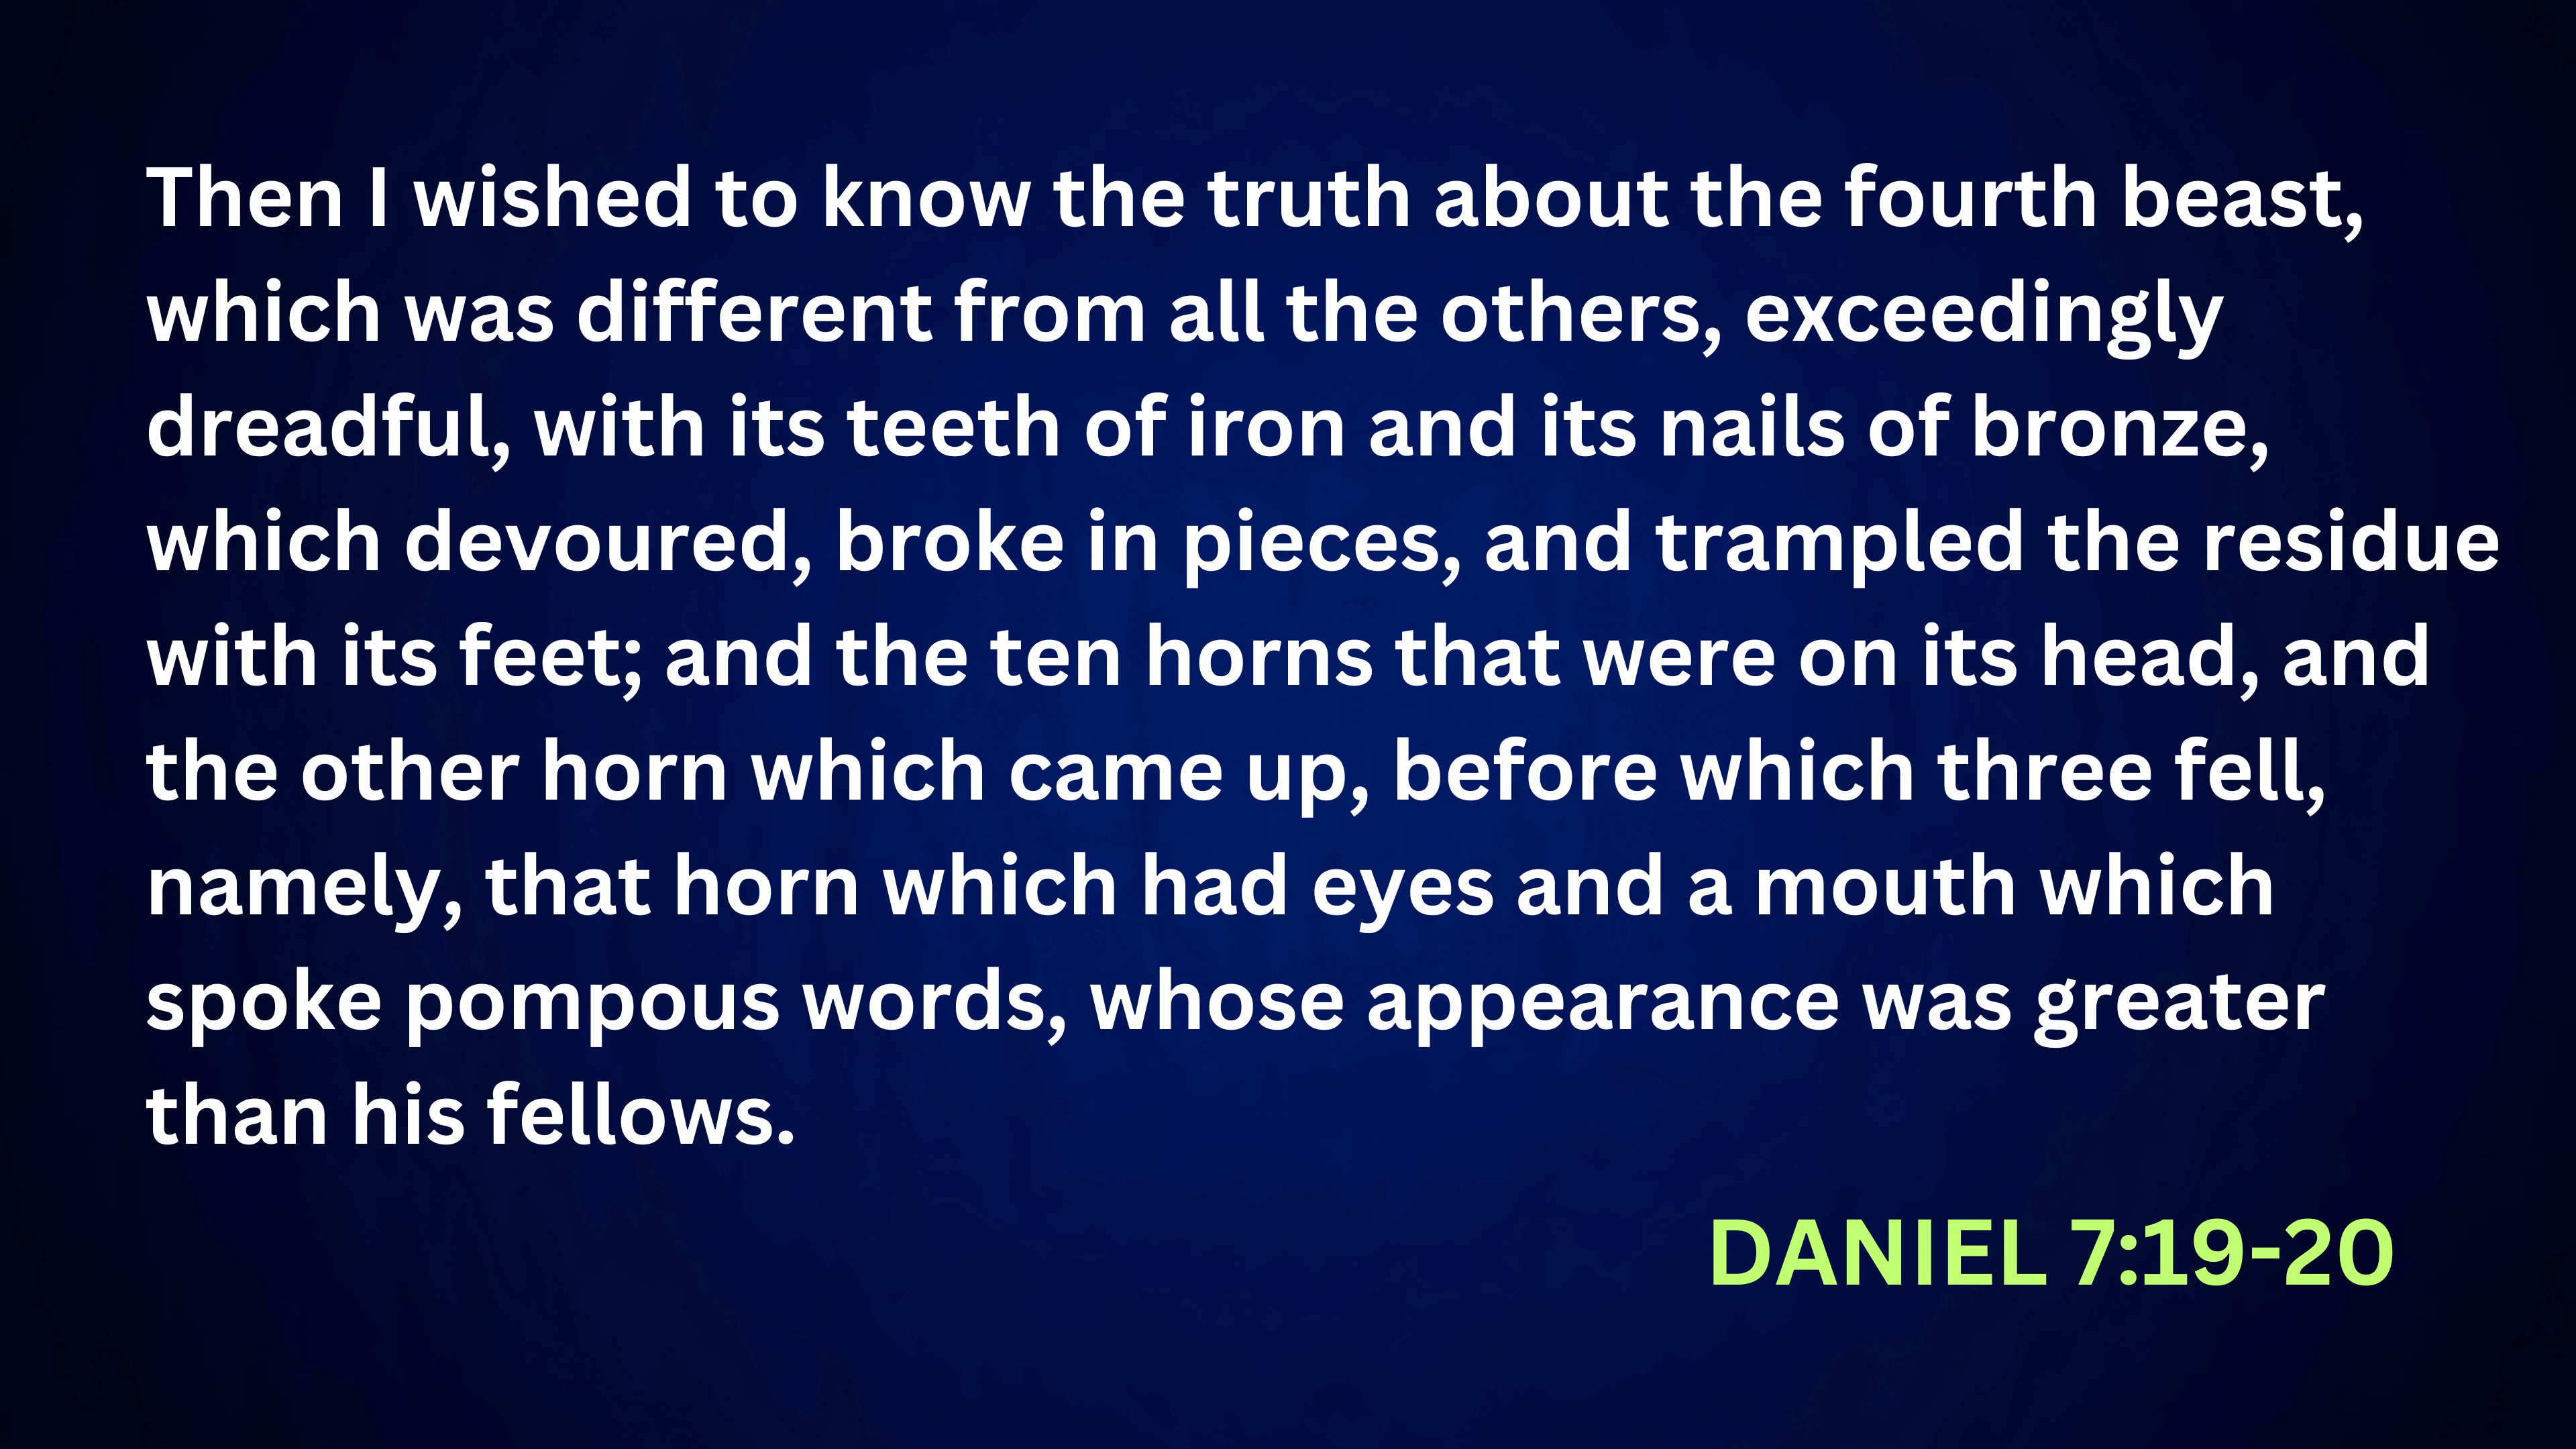 Then I wished to know the truth about the fourth beast,
which was different from all the others, exceedingly
dreadful, with its teeth of iron and its nails of bronze,
which devoured, broke in pieces, and trampled the residue
with its feet; and the ten horns that were on its head, and
the other horn which came up, before which three fell,
namely, that horn which had eyes and a mouth which
spoke pompous words, whose appearance was greater
than his fellows.
DANIEL 7:19-20